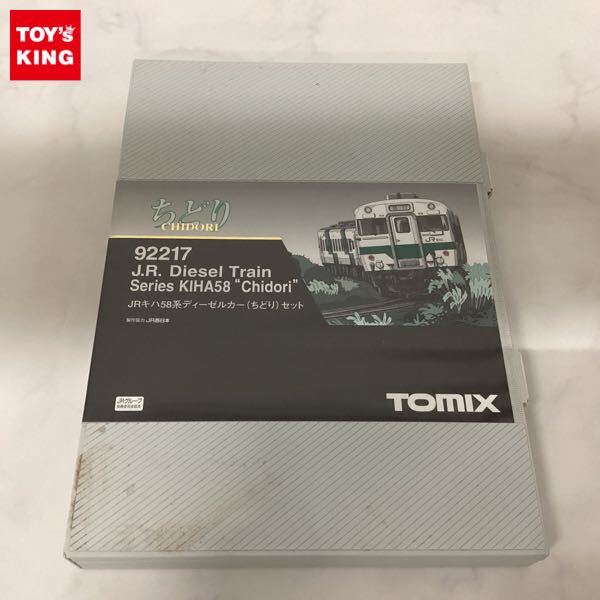 TOY'S
KING
ちどり
CHIDORI
92217
J.R. Diesel Train
Series KIHA58 "Chidori"
JRキハ58系ディーゼルカー(ちどり)セット
製作協力 JR西日本
JRグループ
TOMIX